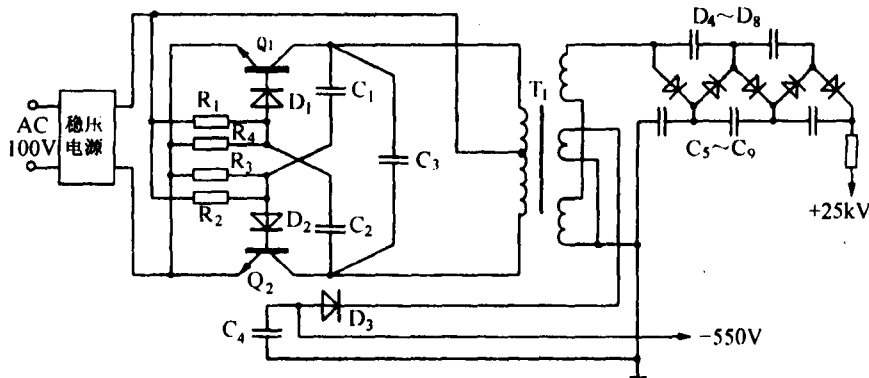 D₄~D₈
Q₁
T₁
R₁
D₁
C₁
AC
100V
稳压
电源
R₄
C₃
R₃
C₅~C₉
R₂
D₂
C₂
+25kV
Q₂
D₃
C₄
-550V